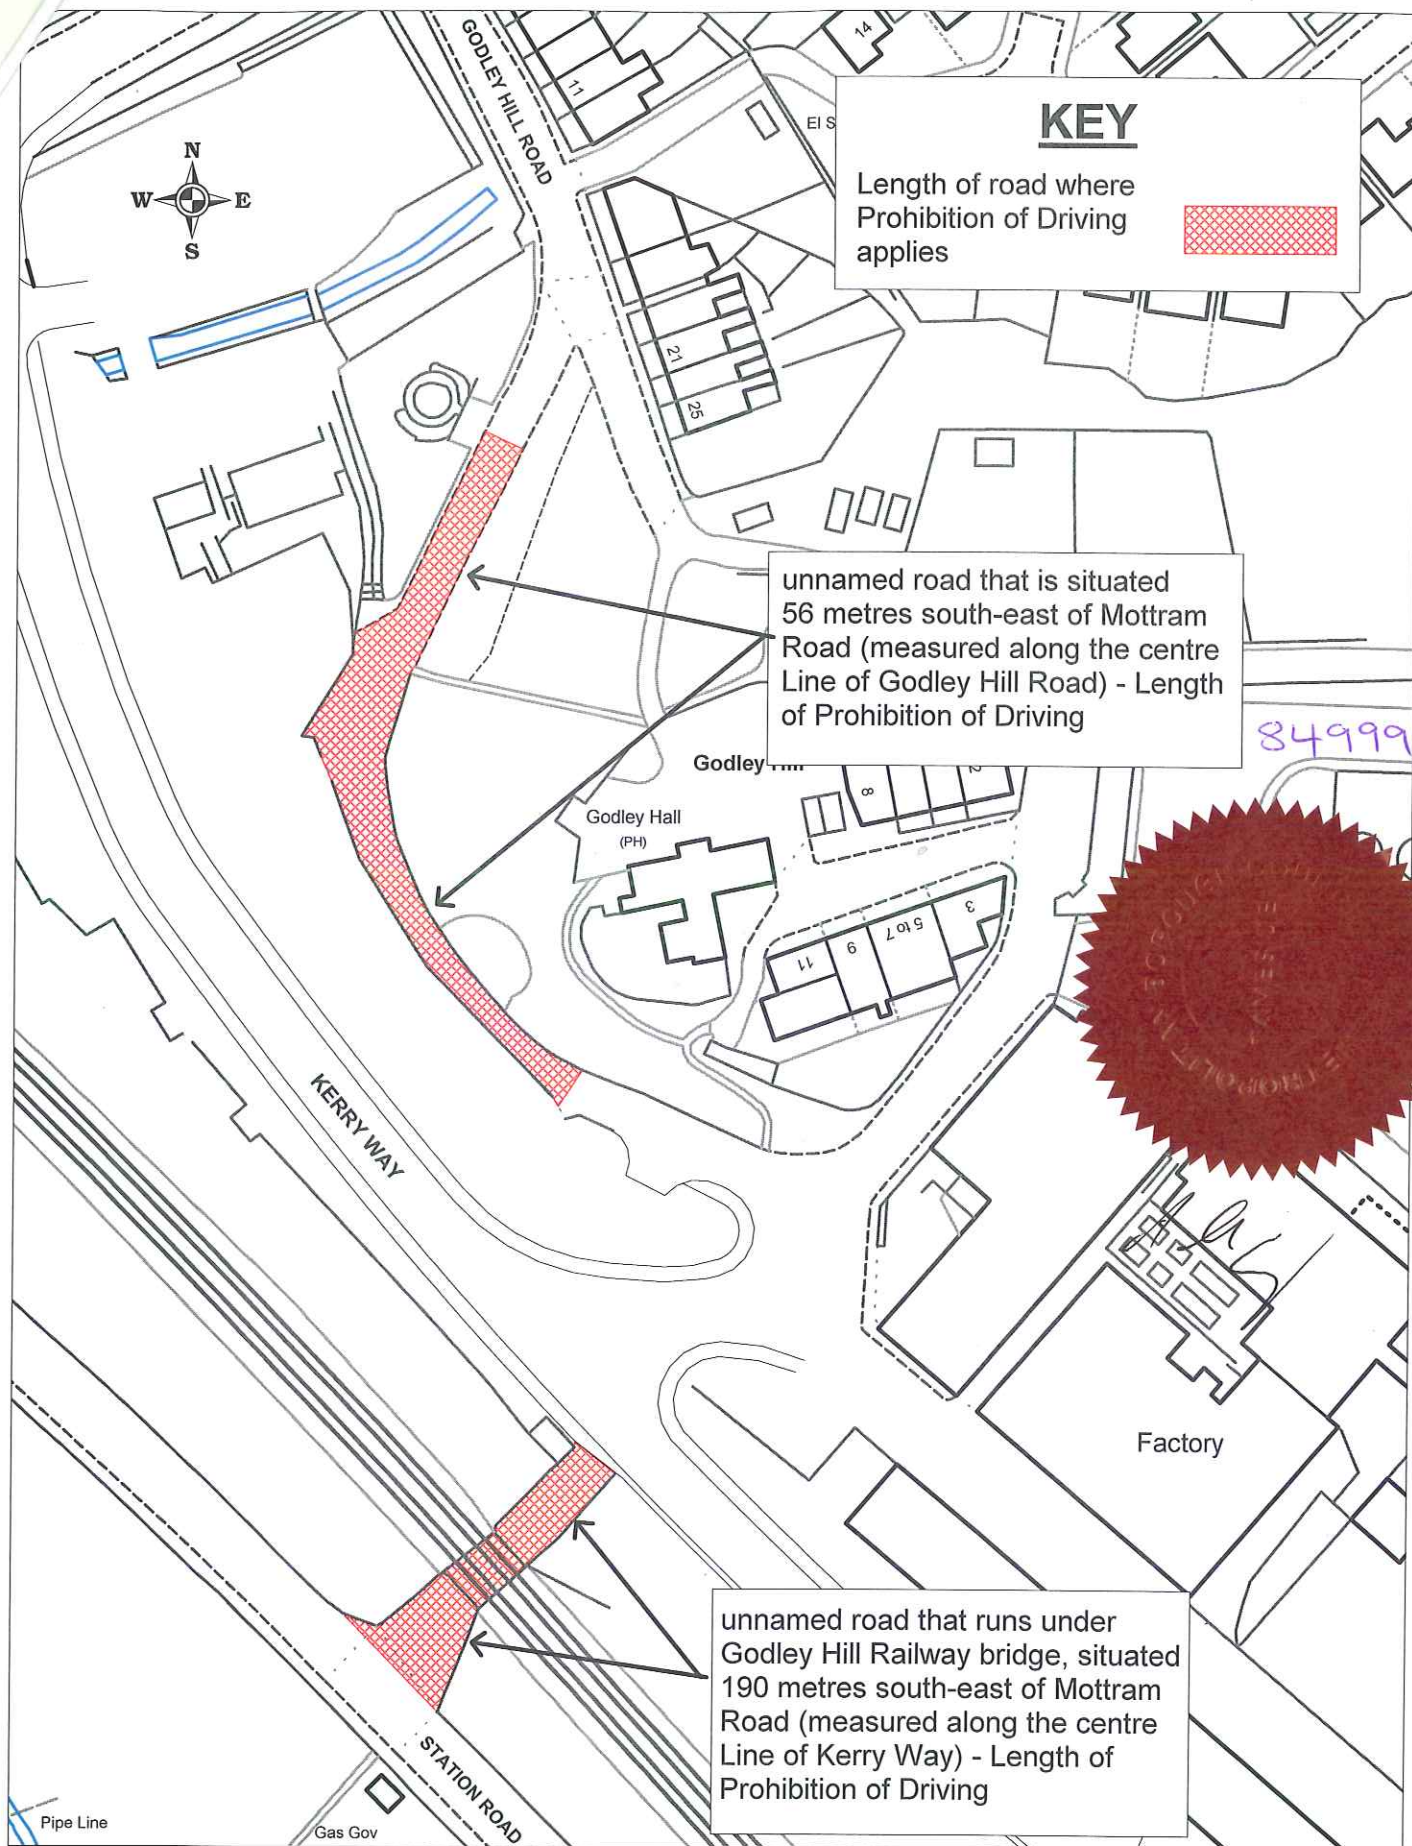 GODLEY HILL ROAD
11
14
El S
KEY
Length of road where
Prohibition of Driving
applies
N
W
E
S
21
25
unnamed road that is situated
56 metres south-east of Mottram
Road (measured along the centre
Line of Godley Hill Road) - Length
of Prohibition of Driving
84999
Godley
8
2
Godley Hall
(PH)
3
5 to 7
9
11
KERRY WAY
Factory
unnamed road that runs under
Godley Hill Railway bridge, situated
190 metres south-east of Mottram
Road (measured along the centre
Line of Kerry Way) - Length of
Prohibition of Driving
STATION ROAD
Pipe Line
Gas Gov